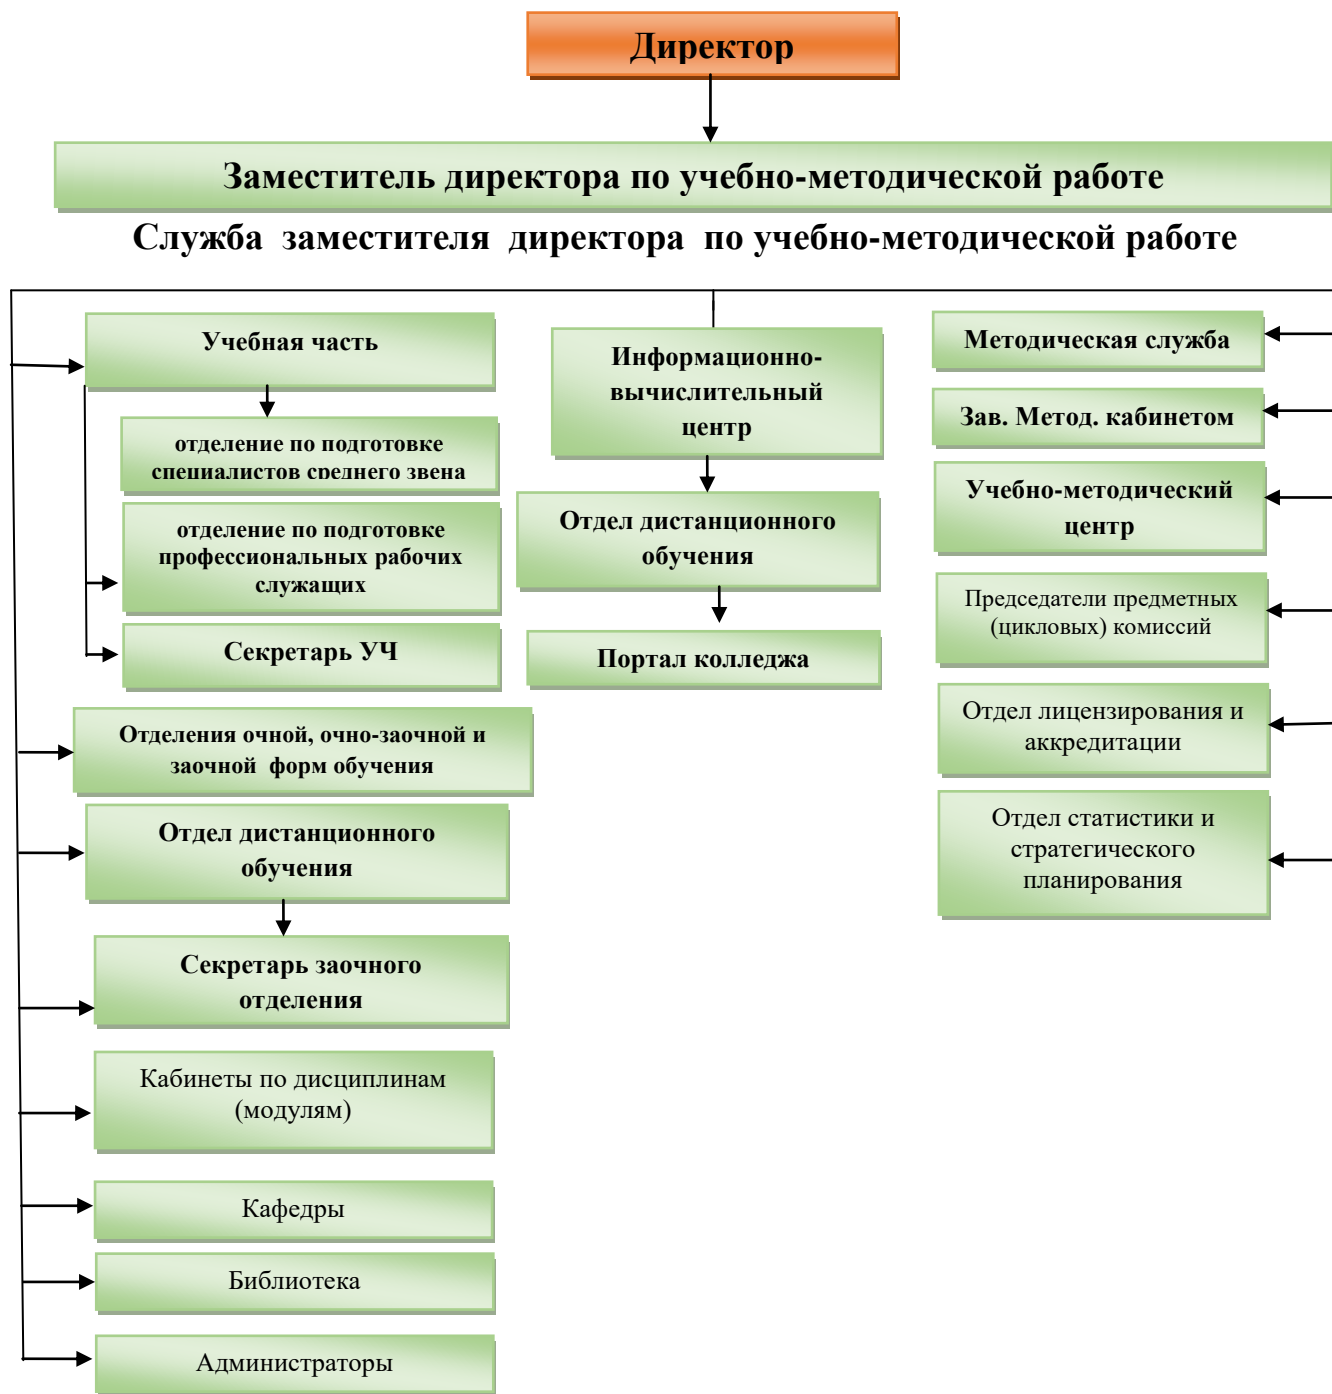 Директор
Заместитель директора по учебно-методической работе
Служба заместителя директора по учебно-методической работе
Учебная часть
отделение по подготовке
специалистов среднего звена
отделение по подготовке
профессиональных рабочих
служащих
Секретарь УЧ
Отделения очной, очно-заочной и
заочной форм обучения
Отдел дистанционного
обучения
Секретарь заочного
отделения
Кабинеты по дисциплинам
(модулям)
Кафедры
Библиотека
Администраторы
Информационно-
вычислительный
центр
Отдел дистанционного
обучения
Портал колледжа
Методическая служба
Зав. Метод. кабинетом
Учебно-методический
центр
Председатели предметных
(цикловых) комиссий
Отдел лицензирования и
аккредитации
Отдел статистики и
стратегического
планирования